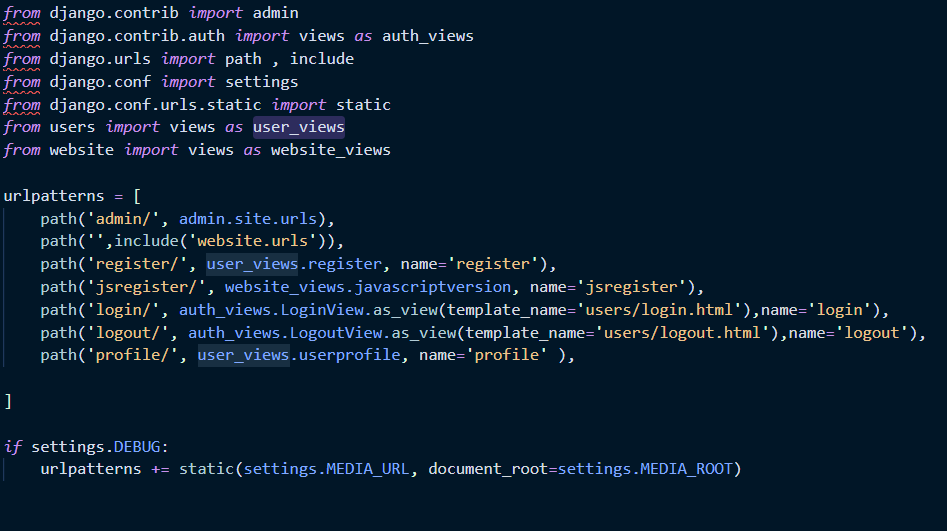 from django.contrib import admin
from django.contrib.auth import views as auth_views
from django.urls import path , include
from django.conf import settings
from django.conf.urls.static import static
from users import views as user_views
from website import views as website_views
urlpatterns = [
path('admin/', admin.site.urls),
path('',include('website.urls')),
path('register/', user_views.register, name='register'),
path('jsregister/', website_views.javascriptversion, name='jsregister'),
path('login/', auth_views.LoginView.as_view(template_name='users/login.html'),name='login'),
path('logout/', auth_views.LogoutView.as_view(template_name='users/logout.html'),name='logout'),
path('profile/', user_views.userprofile, name='profile' ),
]
if settings.DEBUG:
urlpatterns += static(settings.MEDIA_URL, document_root=settings.MEDIA_ROOT)